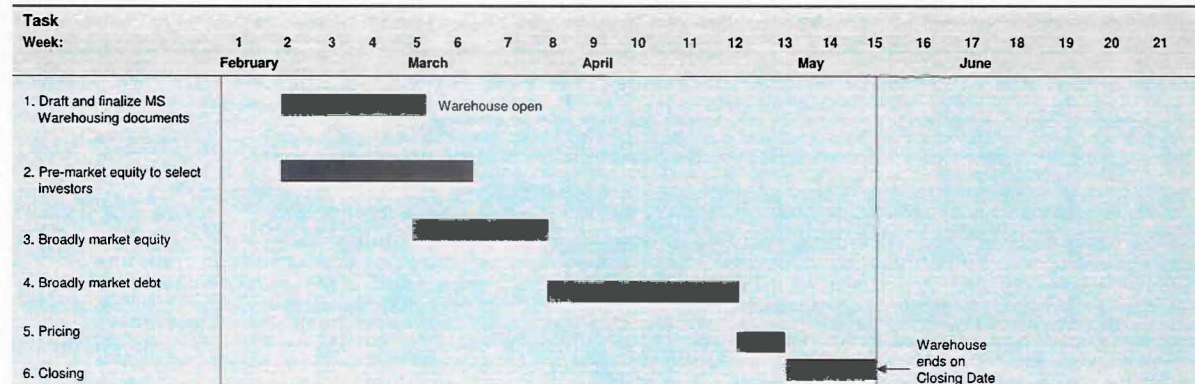 Task
Week: 1 2 3 4 5 6 7 8 9 10 11 12 13 14 15 16 17 18 19 20 21
February March April May June
1. Draft and finalize MS
Warehousing documents
Warehouse open
2. Pre-market equity to select
investors
3. Broadly market equity
4. Broadly market debt
5. Pricing
6. Closing
Warehouse
ends on
Closing Date